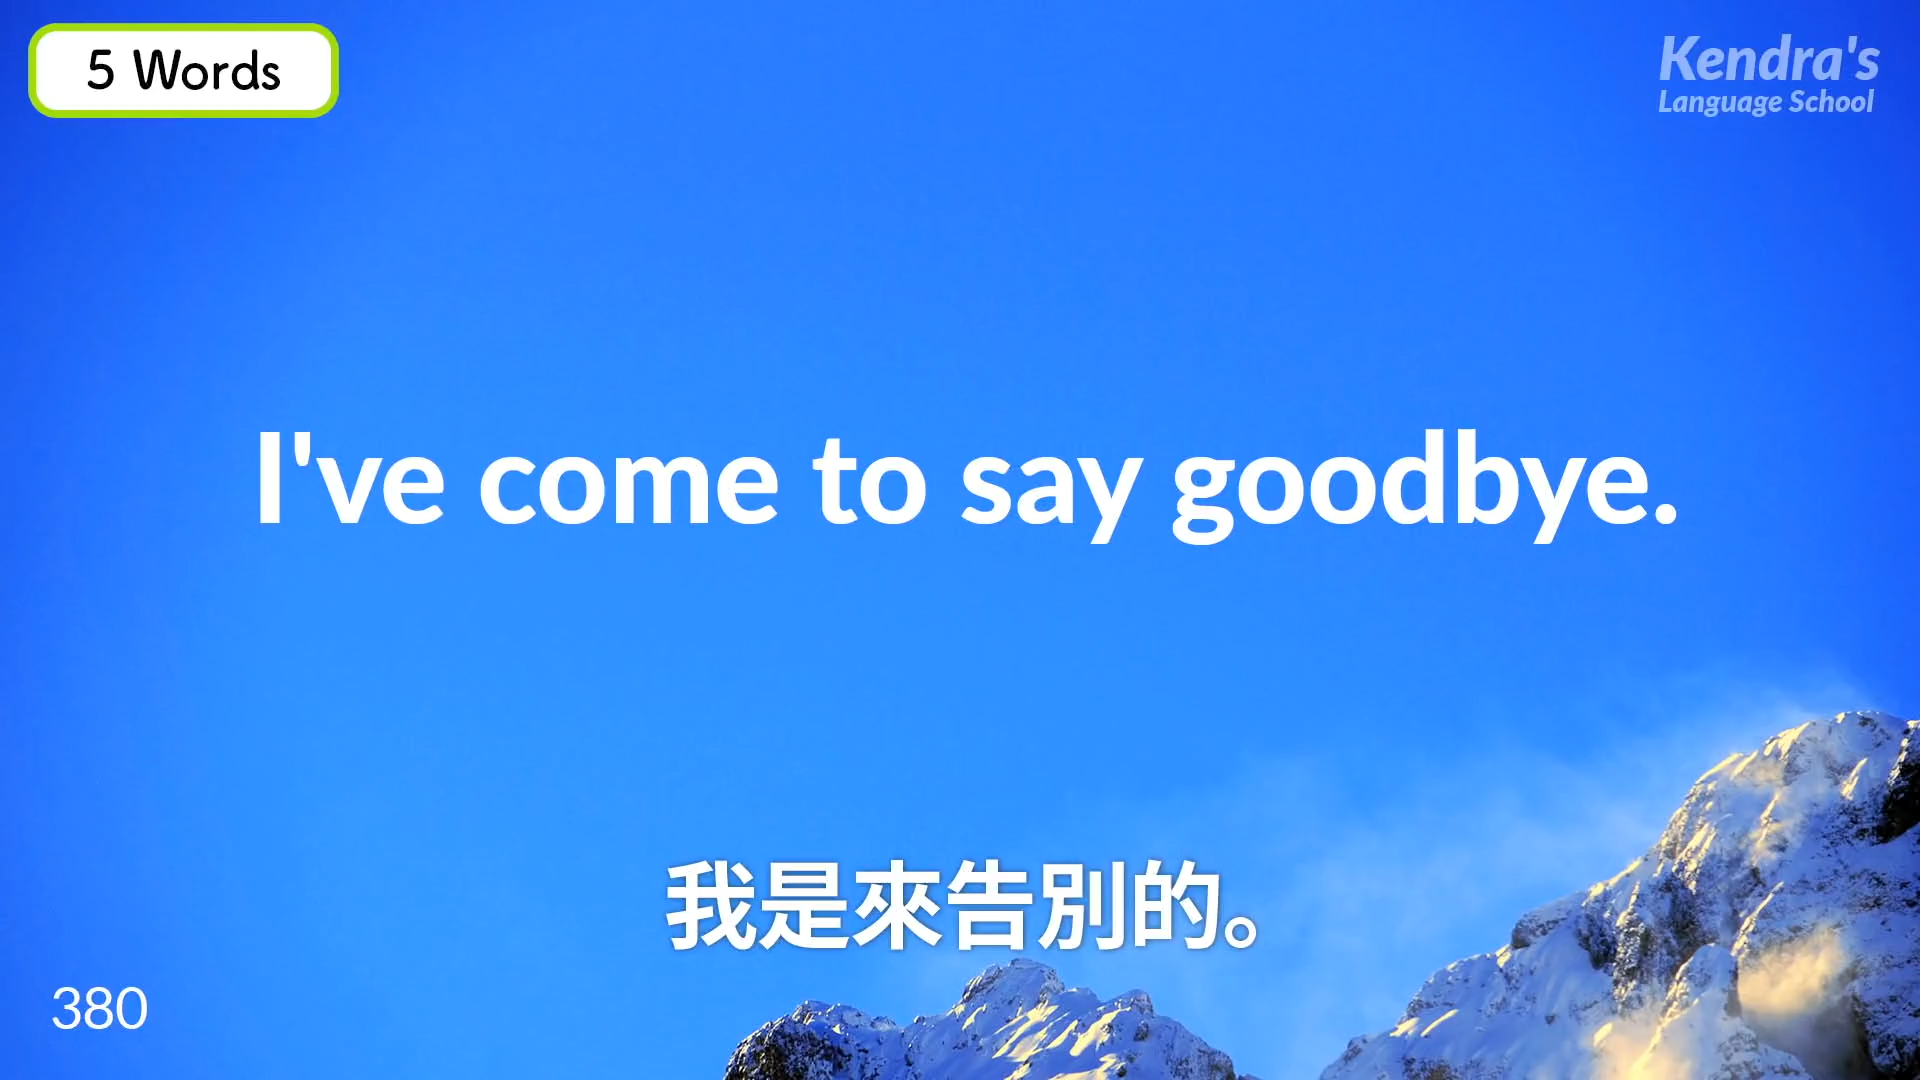 5 Words
Kendra's
Language School
I've come to say goodbye.
我是來告別的。
380